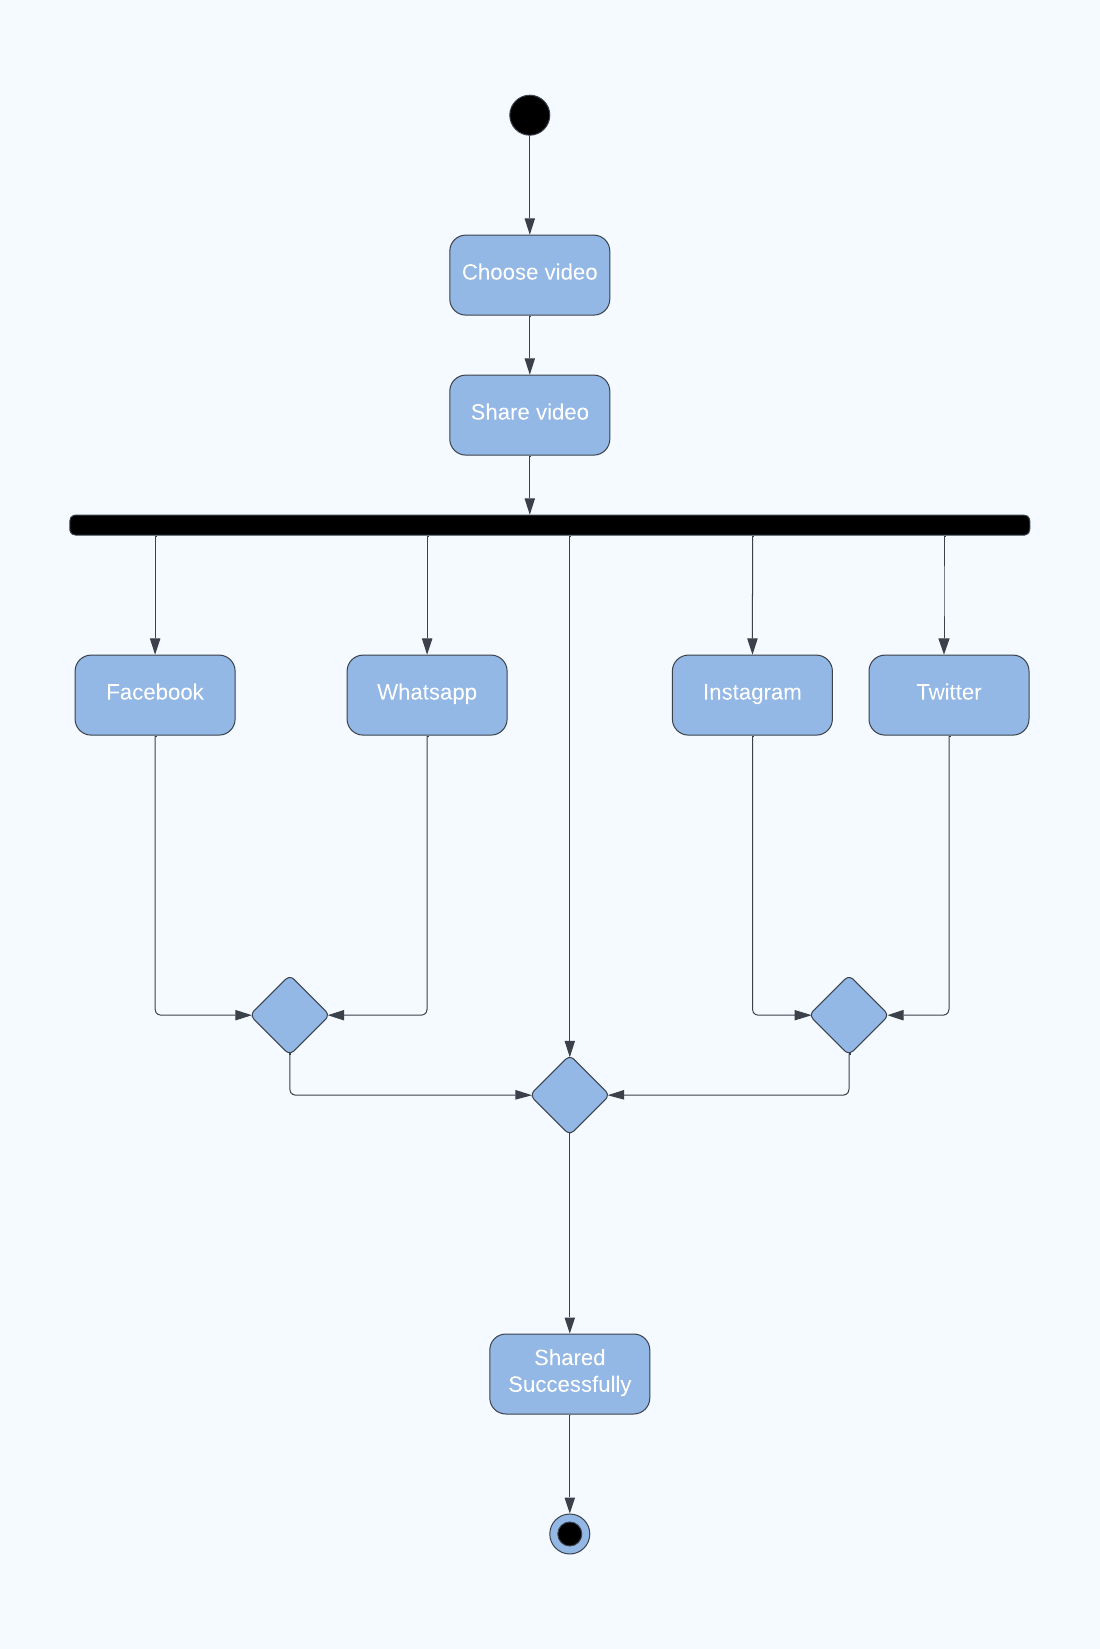 Choose video
Share video
Facebook
Whatsapp
Instagram
Twitter
Shared
Successfully